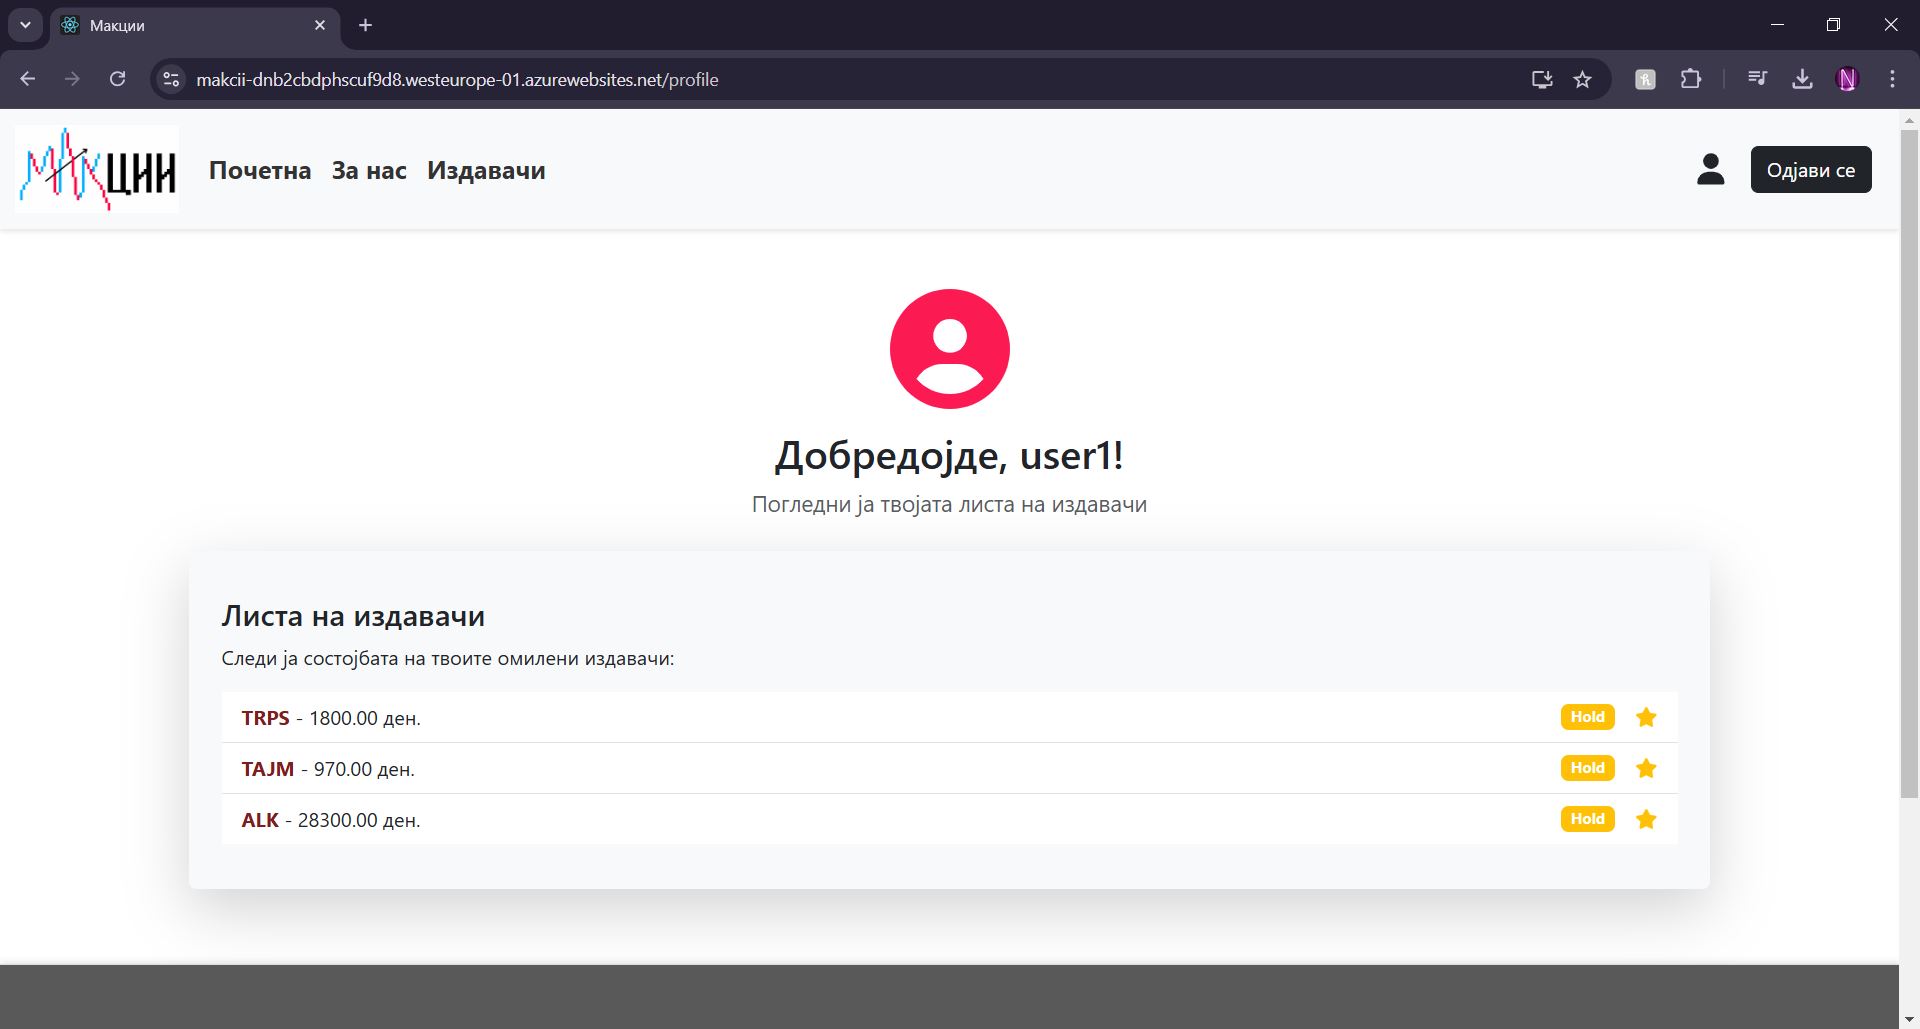 Макции
makcii-dnb2cbdphscuf9d8.westeurope-01.azurewebsites.net/profile
МАКции Почетна За нас Издавачи Одјави се
Добредојде, user1!
Погледни ја твојата листа на издавачи
Листа на издавачи
Следи ја состојбата на твоите омилени издавачи:
TRPS - 1800.00 ден. Hold
TAJM - 970.00 ден. Hold
ALK - 28300.00 ден. Hold